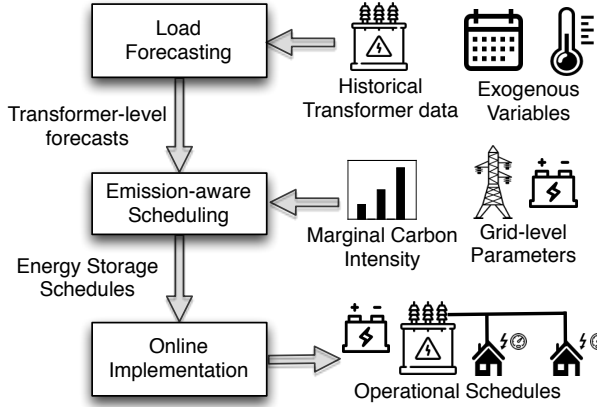 Load
Forecasting
Historical
Transformer data
Exogenous
Variables
Transformer-level
forecasts
Emission-aware
Scheduling
Marginal Carbon
Intensity
Grid-level
Parameters
Energy Storage
Schedules
Online
Implementation
Operational Schedules